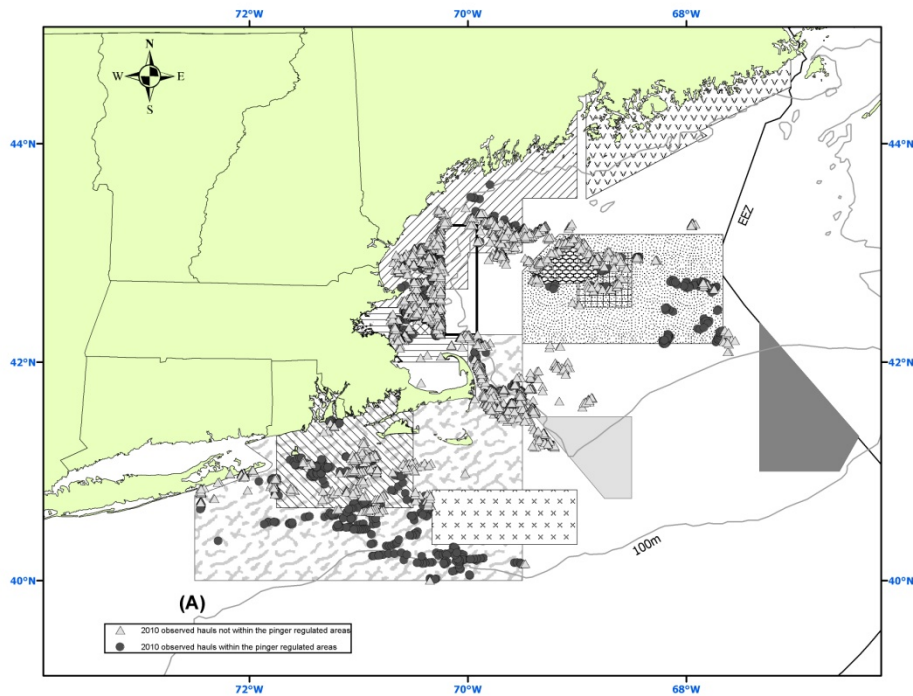 72°W 70°W 68°W
N
W E
S
44°N 44°N
EEZ
42°N 42°N
100m
40°N 40°N
(A)
2010 observed hauls not within the pinger regulated areas
2010 observed hauls within the pinger regulated areas
72°W 70°W 68°W